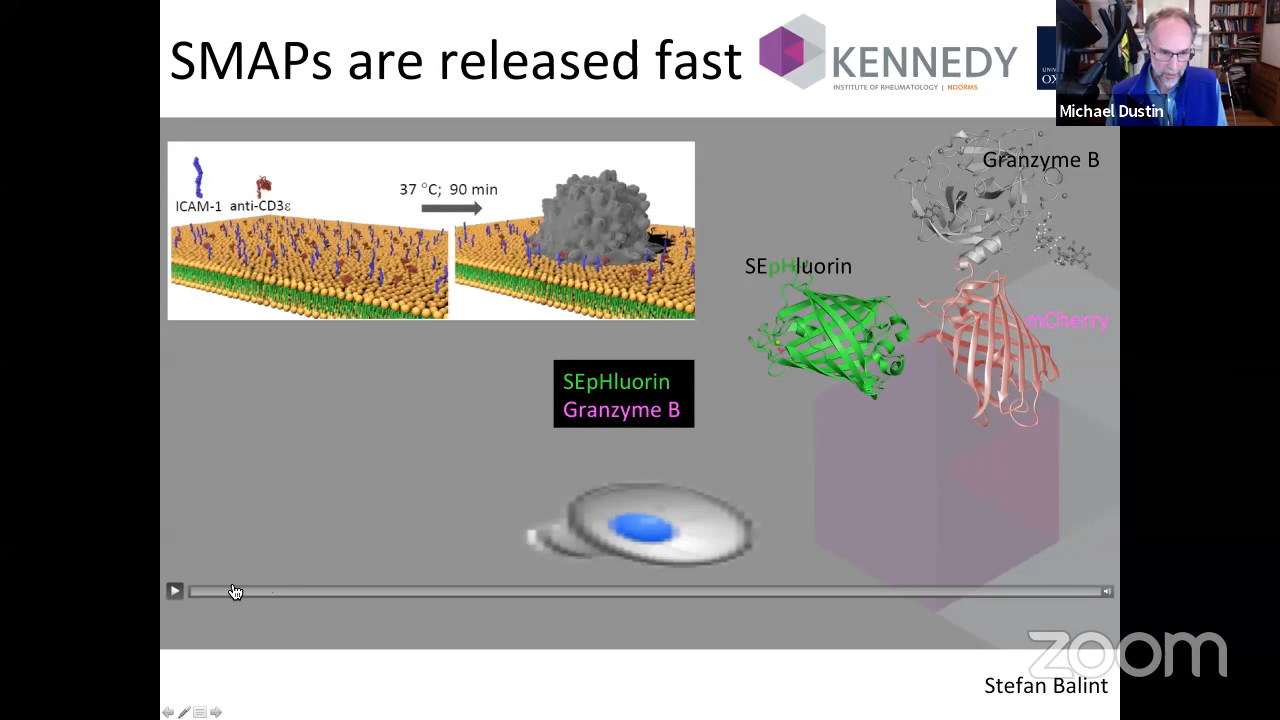 SMAPs are released fast
KENNEDY
INSTITUTE OF RHEUMATOLOGY | NDORMS
Michael Dustin
ICAM-1
anti-CD3ε
37 °C; 90 min
Granzyme B
SEpHluorin
mCherry
SEpHluorin
Granzyme B
zoom
Stefan Balint